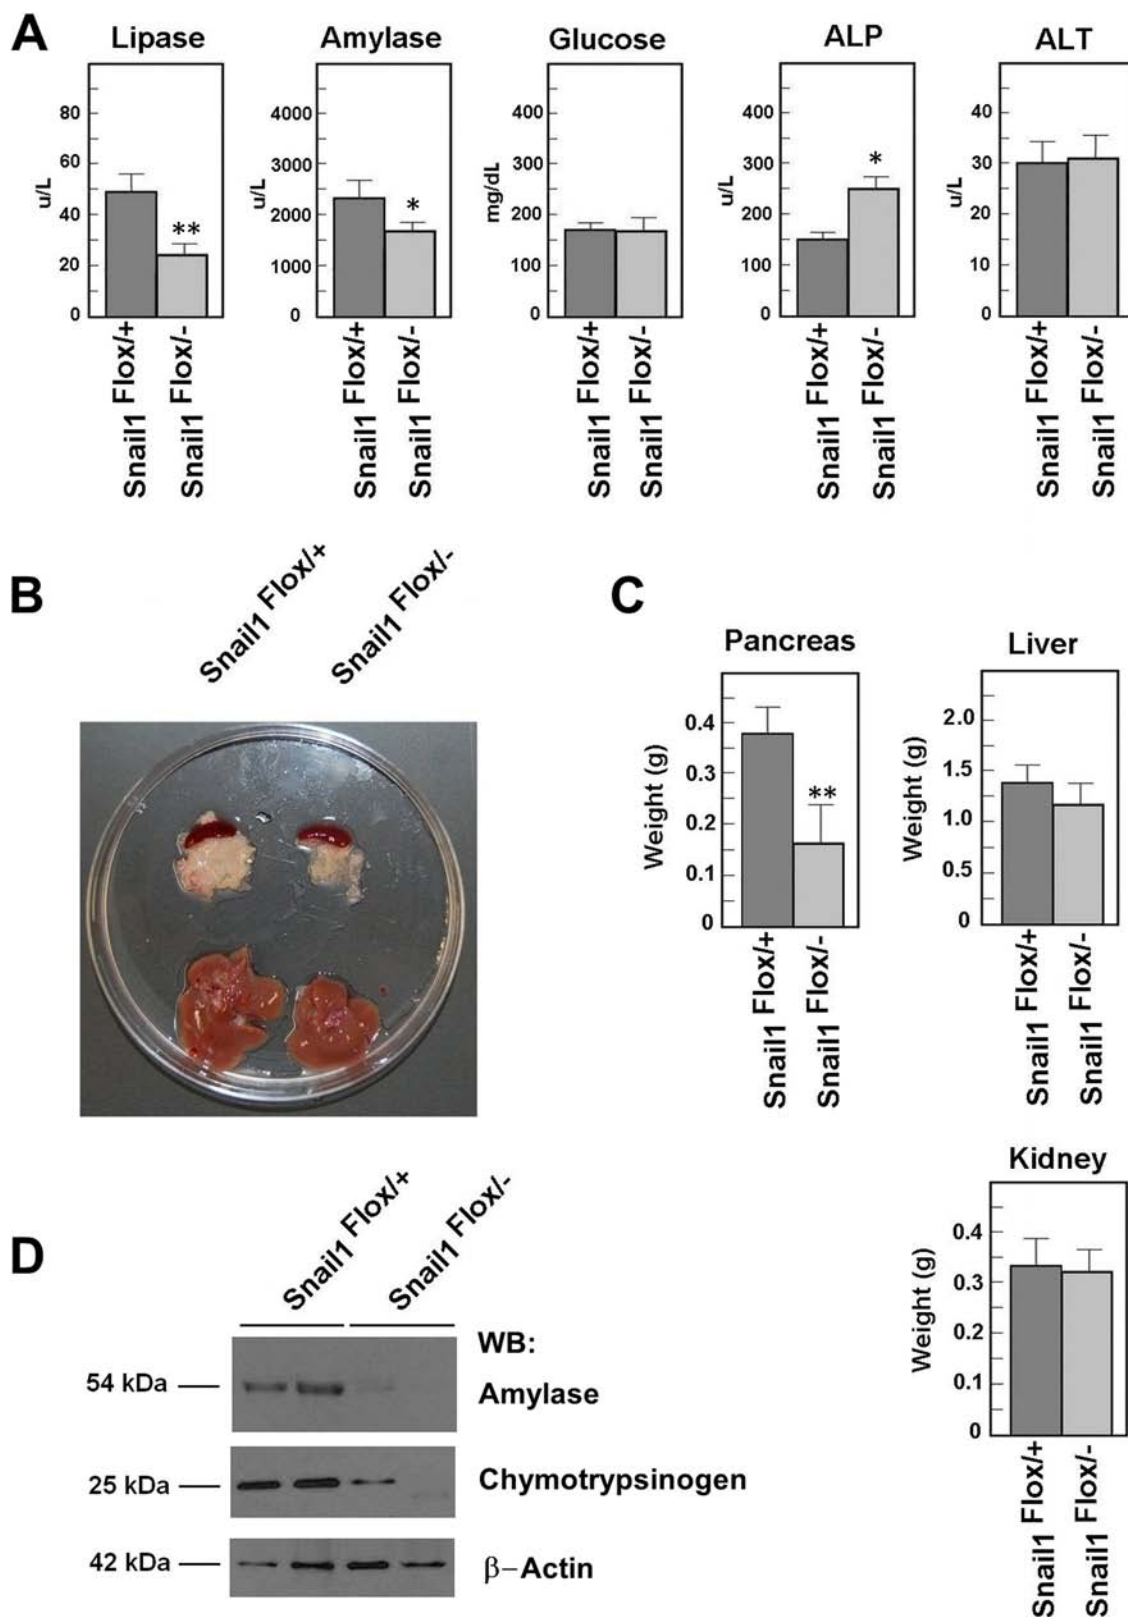 A
Lipase
Amylase
Glucose
ALP
ALT
80
60
40
20
0
u/L
4000
3000
2000
1000
0
u/L
400
300
200
100
0
mg/dL
400
300
200
100
0
u/L
40
30
20
10
0
u/L
**
*
*
Snail1 Flox/+
Snail1 Flox/-
Snail1 Flox/+
Snail1 Flox/-
Snail1 Flox/+
Snail1 Flox/-
Snail1 Flox/+
Snail1 Flox/-
Snail1 Flox/+
Snail1 Flox/-
B
Snail1 Flox/+
Snail1 Flox/-
C
Pancreas
0.4
0.3
0.2
0.1
0
Weight (g)
**
Snail1 Flox/+
Snail1 Flox/-
Liver
2.0
1.5
1.0
0.5
0
Weight (g)
Snail1 Flox/+
Snail1 Flox/-
Kidney
0.4
0.3
0.2
0.1
0
Weight (g)
Snail1 Flox/+
Snail1 Flox/-
D
Snail1 Flox/+
Snail1 Flox/-
WB:
54 kDa
Amylase
25 kDa
Chymotrypsinogen
42 kDa
β–Actin